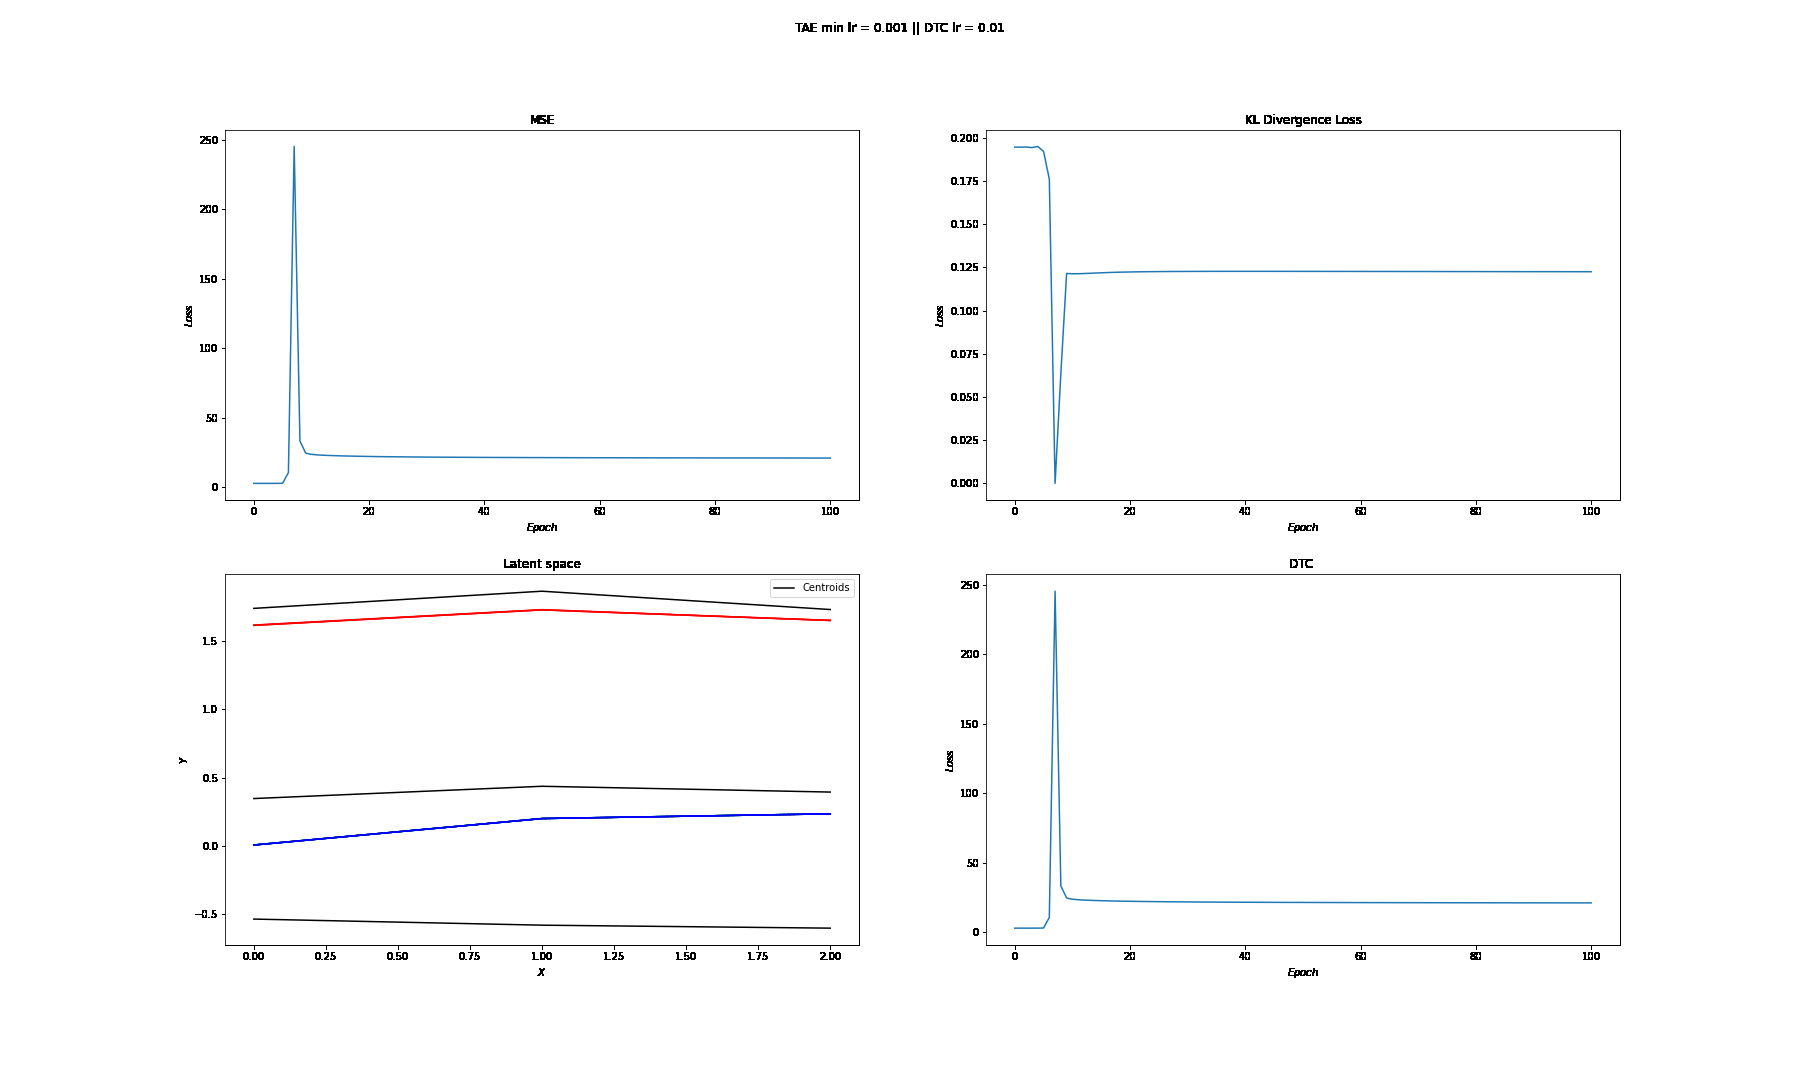 TAE min lr = 0.001 || DTC lr = 0.01
MSE
250
200
150
100
50
0
Loss
0 20 40 60 80 100
Epoch
KL Divergence Loss
0.200
0.175
0.150
0.125
0.100
0.075
0.050
0.025
0.000
Loss
0 20 40 60 80 100
Epoch
Latent space
Centroids
1.5
1.0
0.5
0.0
−0.5
Y
0.00 0.25 0.50 0.75 1.00 1.25 1.50 1.75 2.00
X
DTC
250
200
150
100
50
0
Loss
0 20 40 60 80 100
Epoch